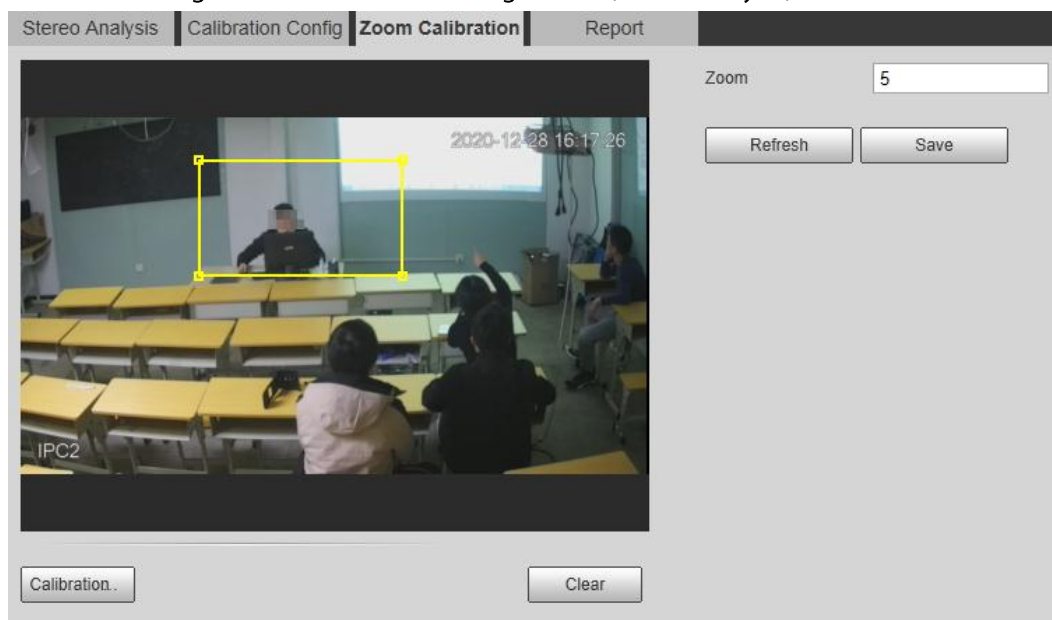 Stereo Analysis Calibration Config Zoom Calibration Report
Zoom 5
2020-12-28 16:17:26
Refresh Save
IPC2
Calibration..
Clear